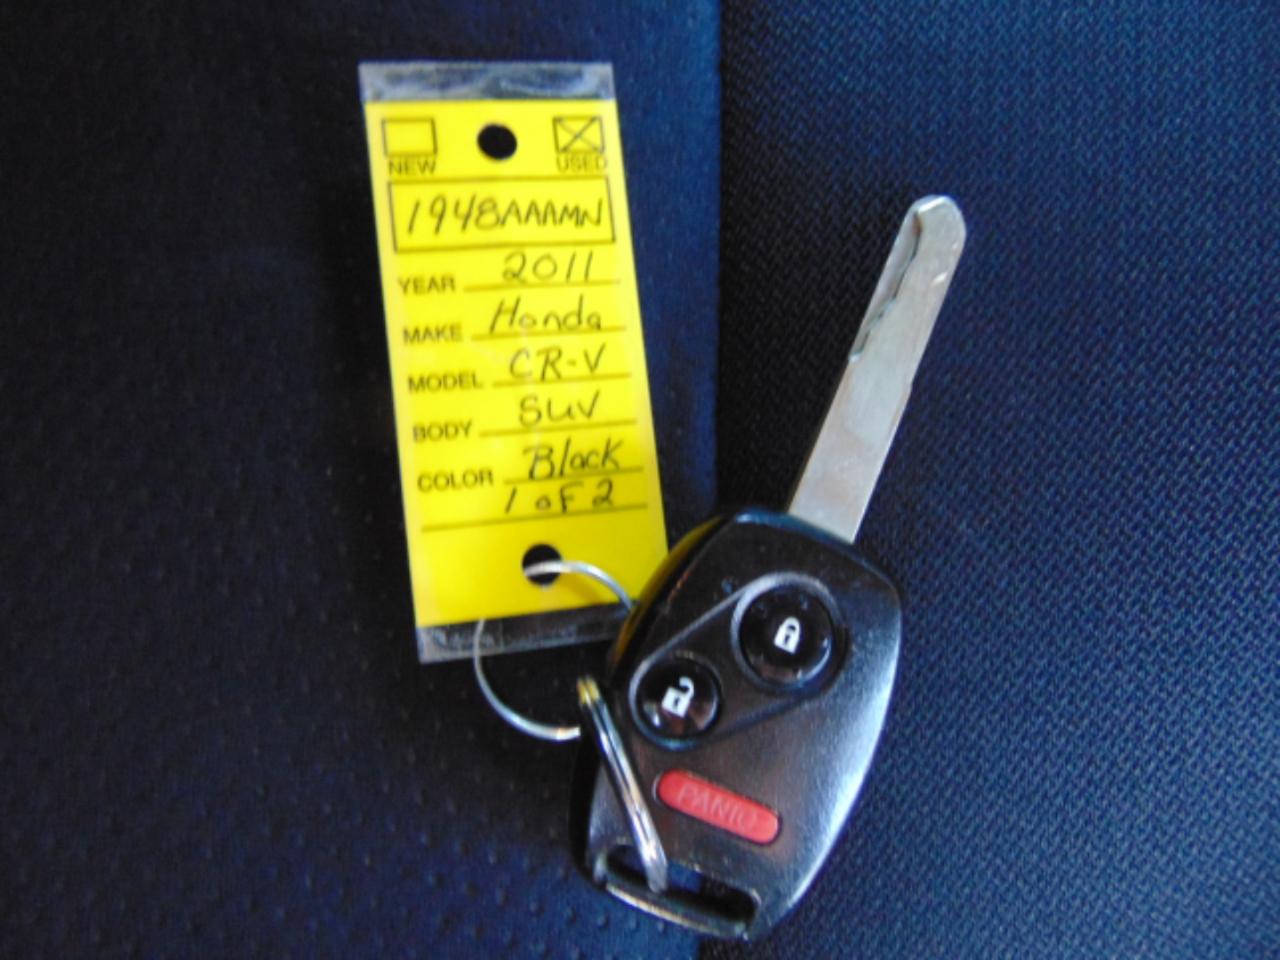 NEW USED
1948AAAMN
YEAR 2011
MAKE Honda
MODEL CR-V
BODY SUV
COLOR Black
1 oF 2
PANIC